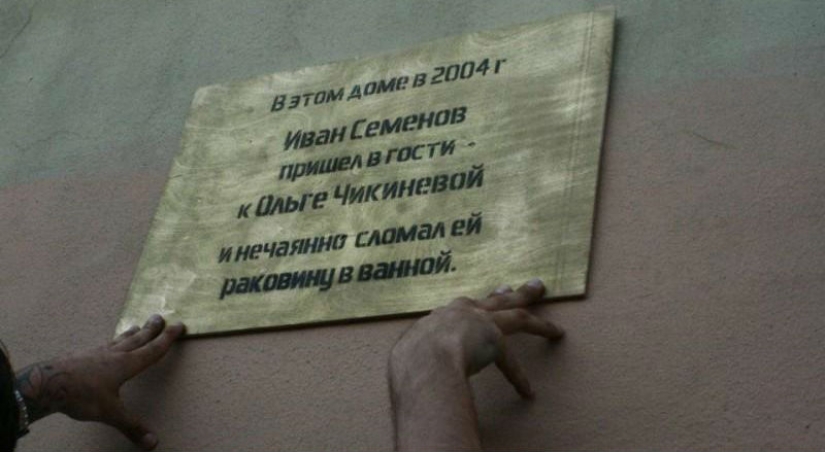 В этом доме в 2004 г
Иван Семенов
пришел в гости -
к Ольге Чикиневой
и нечаянно сломал ей
раковину в ванной.